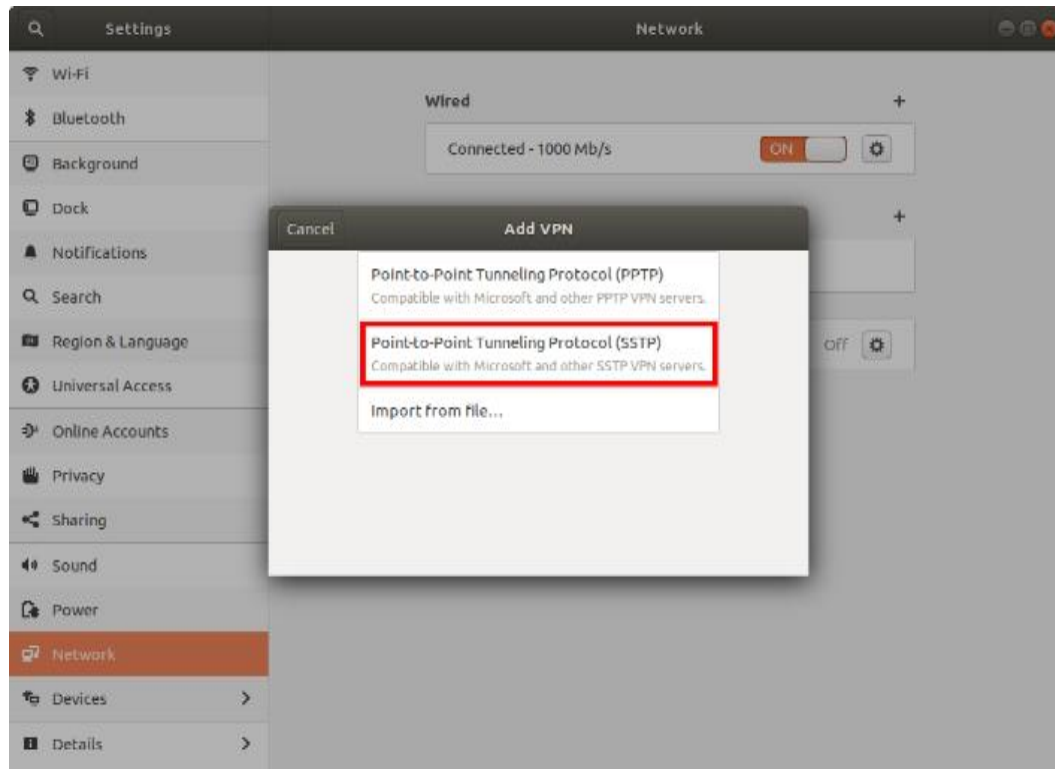 Settings
Network
Wi-Fi
Bluetooth
Background
Dock
Notifications
Search
Region & Language
Universal Access
Online Accounts
Privacy
Sharing
Sound
Power
Network
Devices
Details
Wired
Connected - 1000 Mb/s
ON
Off
Cancel
Add VPN
Point-to-Point Tunneling Protocol (PPTP)
Compatible with Microsoft and other PPTP VPN servers.
Point-to-Point Tunneling Protocol (SSTP)
Compatible with Microsoft and other SSTP VPN servers.
Import from file...